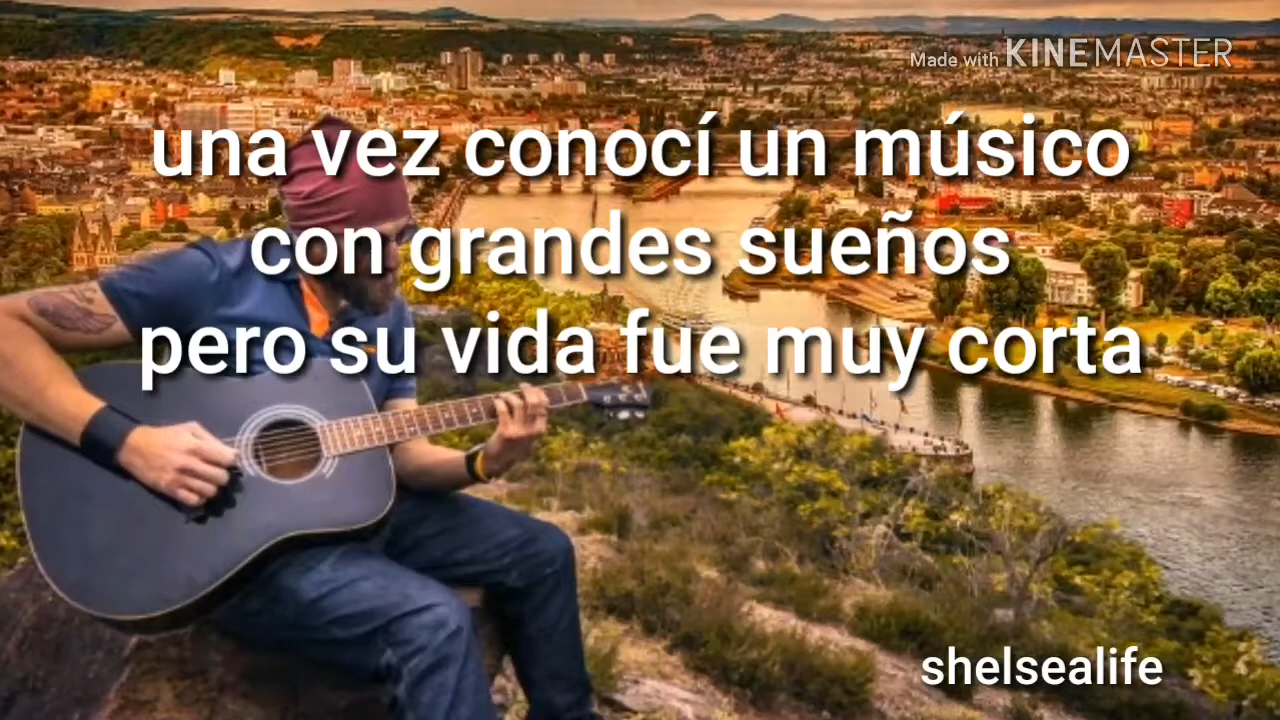 Made with KINEMASTER
una vez conocí un músico
con grandes sueños
pero su vida fue muy corta
shelsealife